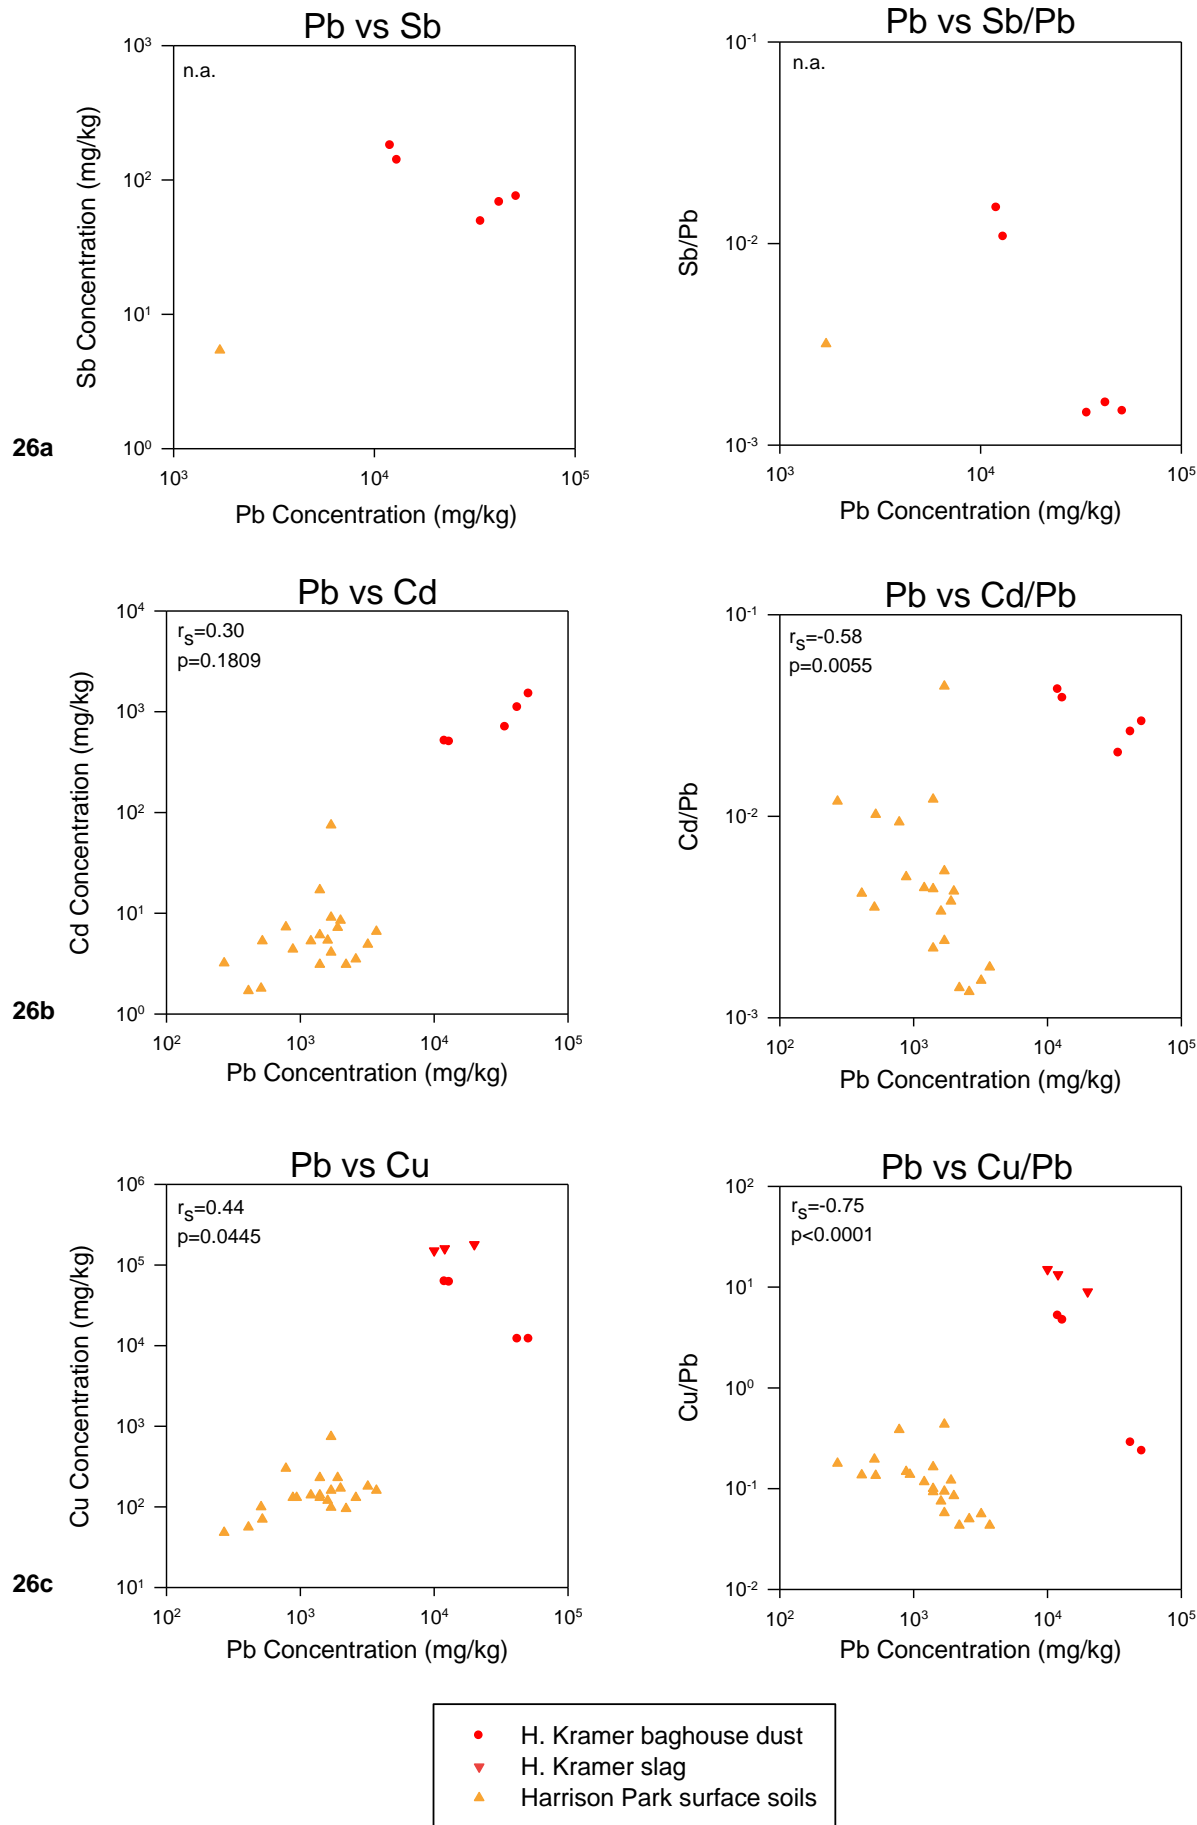 Pb vs Sb
10³
n.a.
10²
10¹
10⁰
10³
10⁴
10⁵
Sb Concentration (mg/kg)
Pb Concentration (mg/kg)
26a
Pb vs Sb/Pb
10⁻¹
n.a.
10⁻²
10⁻³
10³
10⁴
10⁵
Sb/Pb
Pb Concentration (mg/kg)
Pb vs Cd
10⁴
rₛ=0.30
p=0.1809
10³
10²
10¹
10⁰
10²
10³
10⁴
10⁵
Cd Concentration (mg/kg)
Pb Concentration (mg/kg)
26b
Pb vs Cd/Pb
10⁻¹
rₛ=-0.58
p=0.0055
10⁻²
10⁻³
10²
10³
10⁴
10⁵
Cd/Pb
Pb Concentration (mg/kg)
Pb vs Cu
10⁶
rₛ=0.44
p=0.0445
10⁵
10⁴
10³
10²
10¹
10²
10³
10⁴
10⁵
Cu Concentration (mg/kg)
Pb Concentration (mg/kg)
26c
Pb vs Cu/Pb
10²
rₛ=-0.75
p<0.0001
10¹
10⁰
10⁻¹
10⁻²
10²
10³
10⁴
10⁵
Cu/Pb
Pb Concentration (mg/kg)
H. Kramer baghouse dust
H. Kramer slag
Harrison Park surface soils